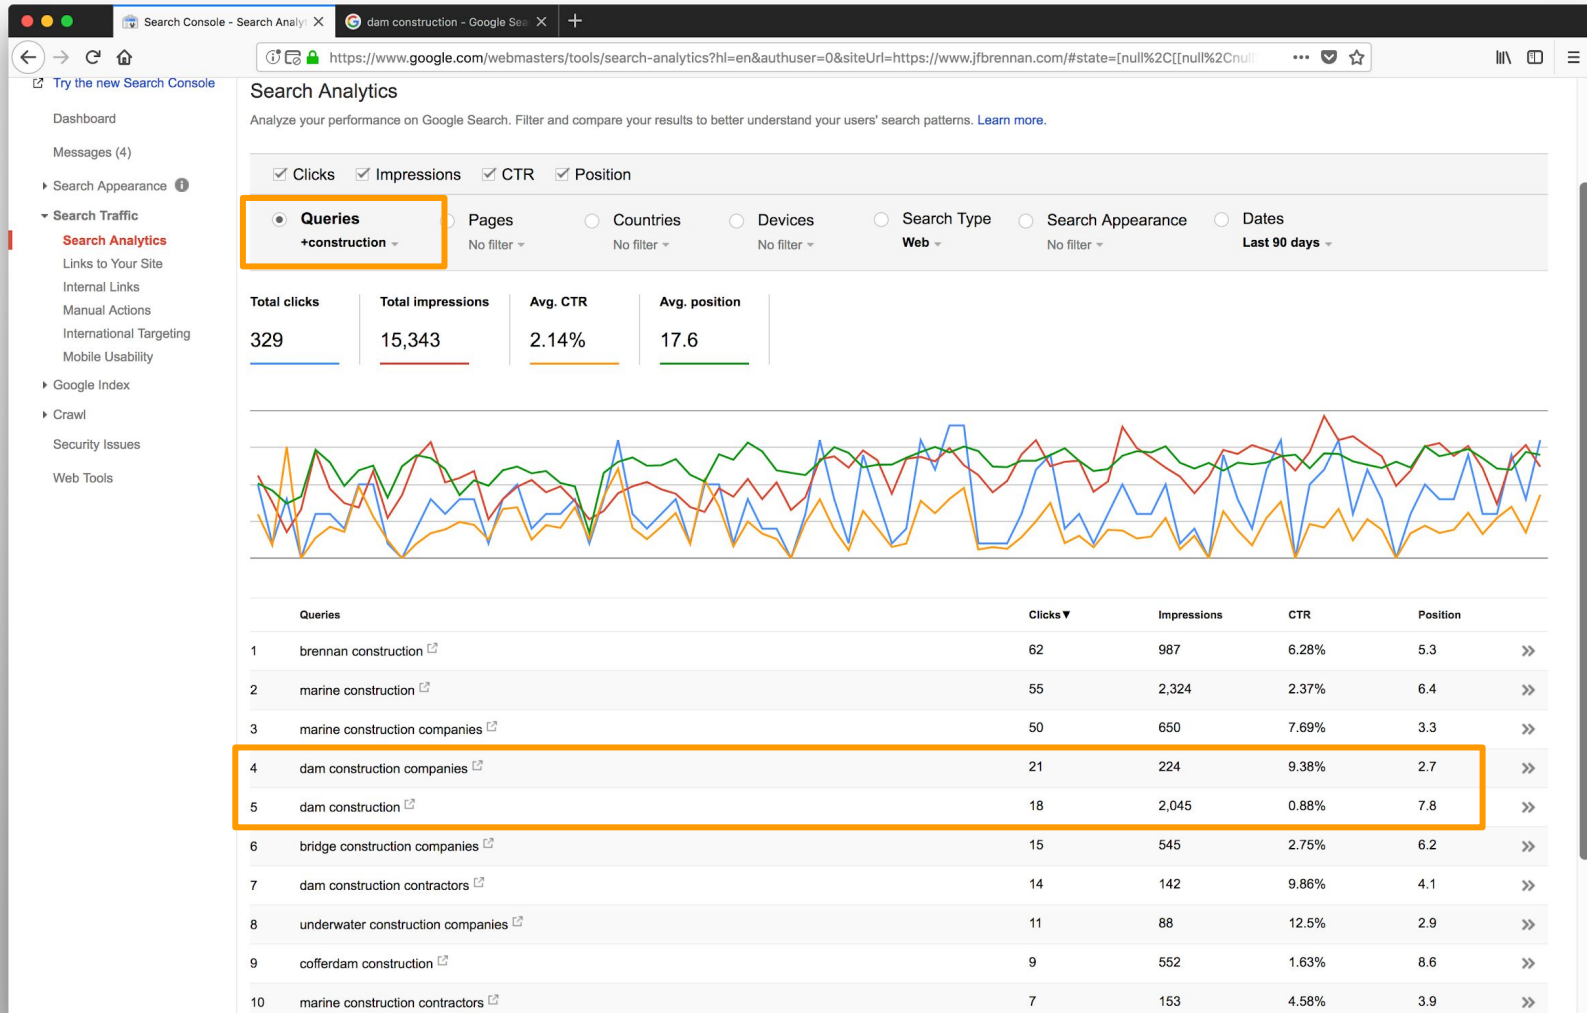 Search Console - Search Analyt
dam construction - Google Sea
https://www.google.com/webmasters/tools/search-analytics?hl=en&authuser=0&siteUrl=https://www.jfbrennan.com/#state=[null%2C[[null%2Cnull
Try the new Search Console
Dashboard
Messages (4)
Search Appearance
Search Traffic
Search Analytics
Links to Your Site
Internal Links
Manual Actions
International Targeting
Mobile Usability
Google Index
Crawl
Security Issues
Web Tools
Search Analytics
Analyze your performance on Google Search. Filter and compare your results to better understand your users' search patterns. Learn more.
Clicks Impressions CTR Position
Queries Pages Countries Devices Search Type Search Appearance Dates
+construction No filter No filter No filter Web No filter Last 90 days
Total clicks Total impressions Avg. CTR Avg. position
329 15,343 2.14% 17.6
Queries Clicks▼ Impressions CTR Position
1 brennan construction 62 987 6.28% 5.3 »
2 marine construction 55 2,324 2.37% 6.4 »
3 marine construction companies 50 650 7.69% 3.3 »
4 dam construction companies 21 224 9.38% 2.7 »
5 dam construction 18 2,045 0.88% 7.8 »
6 bridge construction companies 15 545 2.75% 6.2 »
7 dam construction contractors 14 142 9.86% 4.1 »
8 underwater construction companies 11 88 12.5% 2.9 »
9 cofferdam construction 9 552 1.63% 8.6 »
10 marine construction contractors 7 153 4.58% 3.9 »